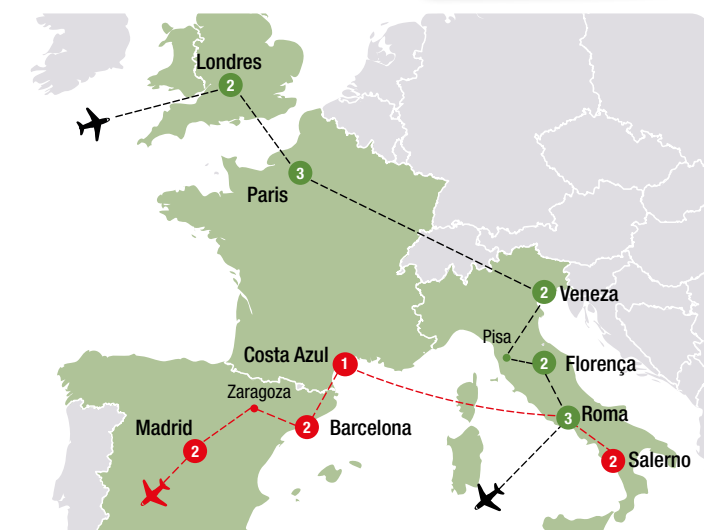 Londres
2
3
Paris
2
Veneza
Pisa
Costa Azul
1
2
Florença
Zaragoza
Madrid
2
2
Barcelona
3
Roma
2
Salerno